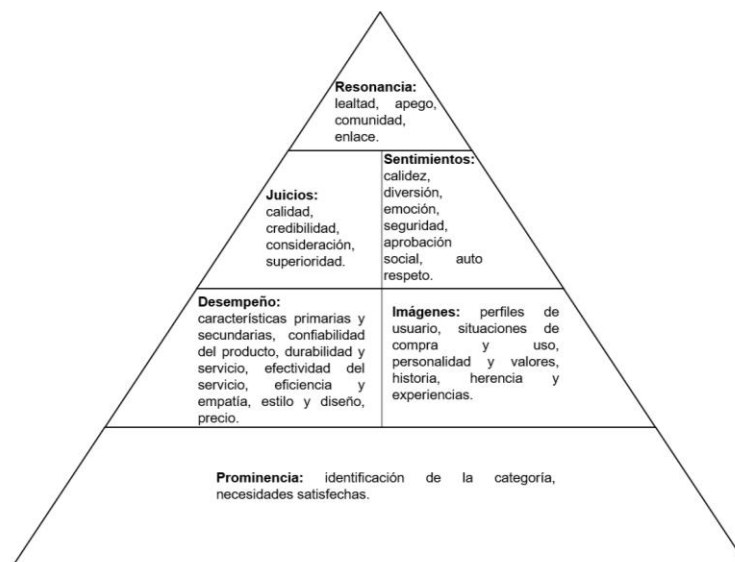 Resonancia:
lealtad, apego,
comunidad,
enlace.
Juicios:
calidad,
credibilidad,
consideración,
superioridad.
Sentimientos:
calidez,
diversión,
emoción,
seguridad,
aprobación
social, auto
respeto.
Desempeño:
características primarias y
secundarias, confiabilidad
del producto, durabilidad y
servicio, efectividad del
servicio, eficiencia y
empatía, estilo y diseño,
precio.
Imágenes: perfiles de
usuario, situaciones de
compra y uso,
personalidad y valores,
historia, herencia y
experiencias.
Prominencia: identificación de la categoría,
necesidades satisfechas.